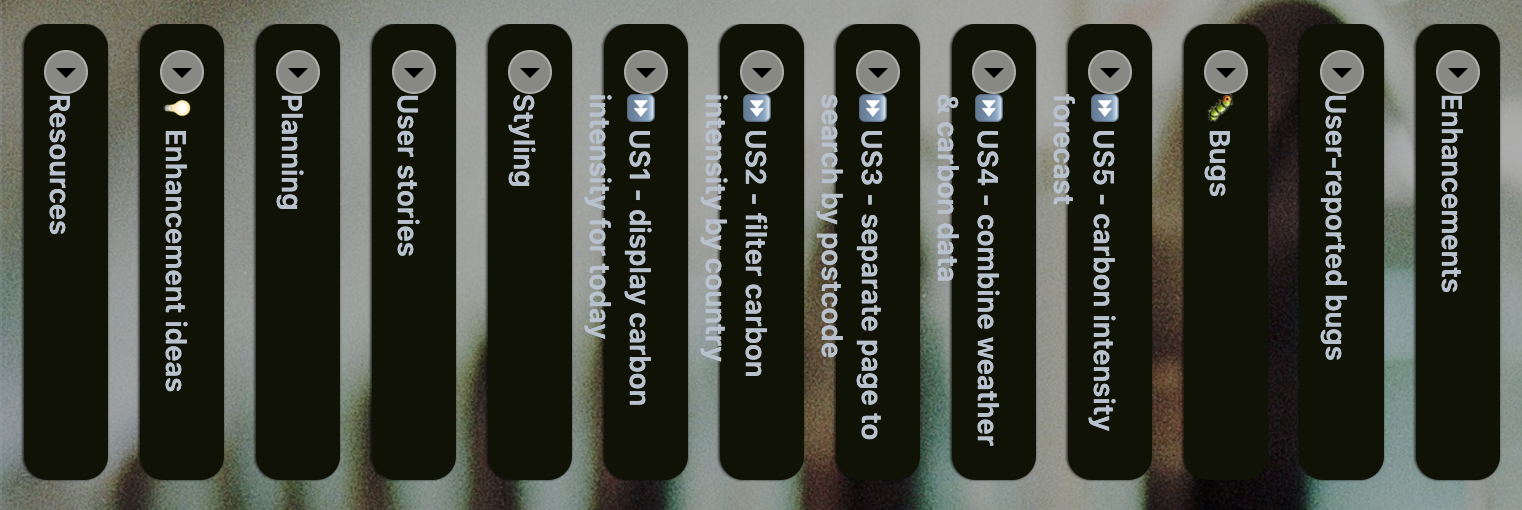 Resources
💡 Enhancement ideas
Planning
User stories
Styling
⏩ US1 - display carbon
intensity for today
⏩ US2 - filter carbon
intensity by country
⏩ US3 - separate page to
search by postcode
⏩ US4 - combine weather
& carbon data
⏩ US5 - carbon intensity
forecast
🐛 Bugs
User-reported bugs
Enhancements